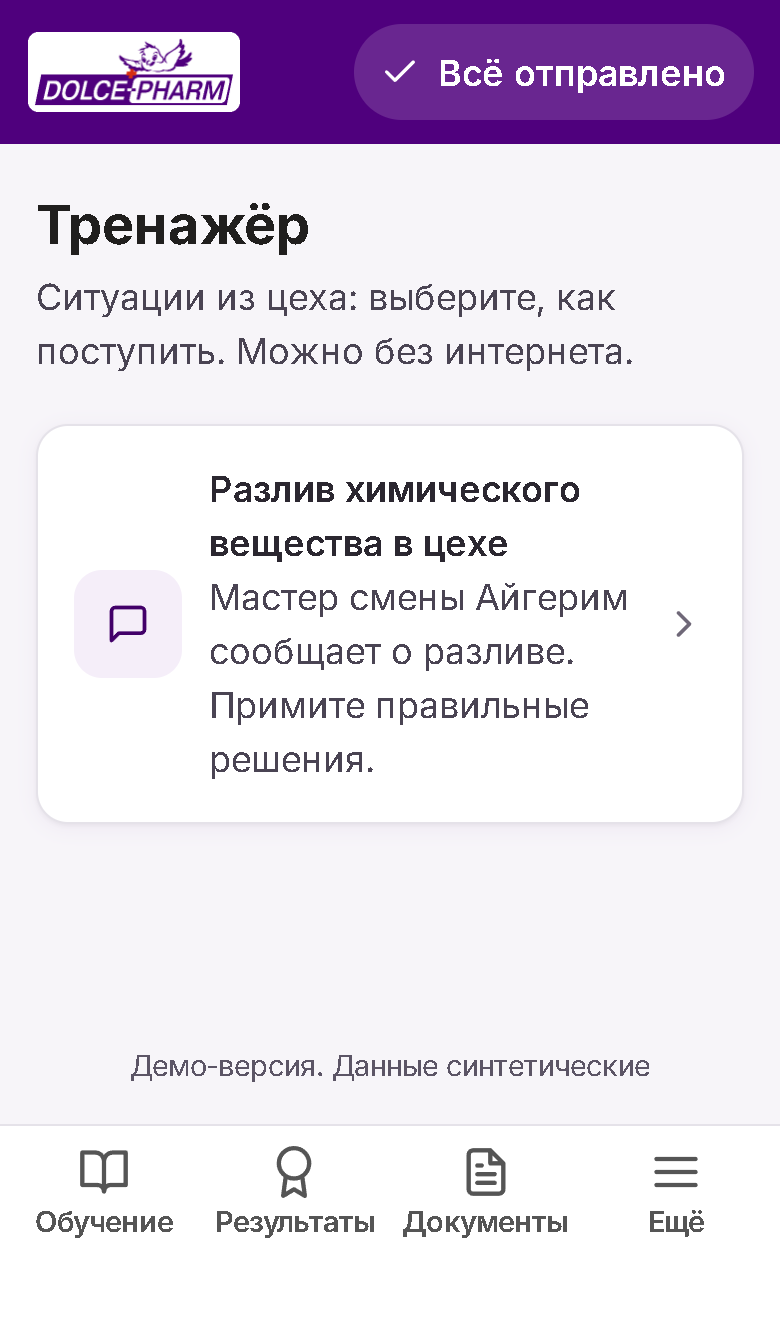 DOLCE-PHARM
Всё отправлено
Тренажёр
Ситуации из цеха: выберите, как
поступить. Можно без интернета.
Разлив химического
вещества в цехе
Мастер смены Айгерим
сообщает о разливе.
Примите правильные
решения.
Демо-версия. Данные синтетические
Обучение
Результаты
Документы
Ещё